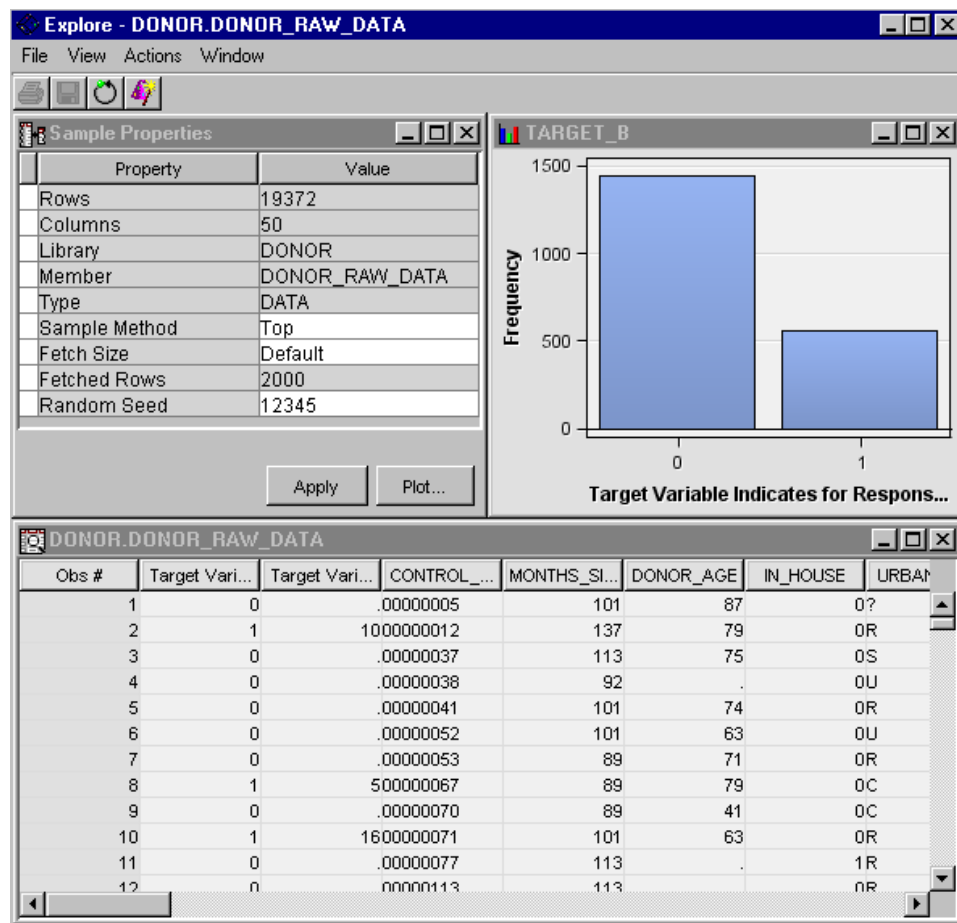 Explore - DONOR.DONOR_RAW_DATA
File View Actions Window
Sample Properties
Property Value
Rows 19372
Columns 50
Library DONOR
Member DONOR_RAW_DATA
Type DATA
Sample Method Top
Fetch Size Default
Fetched Rows 2000
Random Seed 12345
Apply Plot...
TARGET_B
Frequency
1500
1000
500
0
0 1
Target Variable Indicates for Respons...
DONOR.DONOR_RAW_DATA
Obs # Target Vari... Target Vari... CONTROL_... MONTHS_SI... DONOR_AGE IN_HOUSE URBAN
1 0 .00000005 101 87 0?
2 1 1000000012 137 79 0R
3 0 .00000037 113 75 0S
4 0 .00000038 92 . 0U
5 0 .00000041 101 74 0R
6 0 .00000052 101 63 0U
7 0 .00000053 89 71 0R
8 1 500000067 89 79 0C
9 0 .00000070 89 41 0C
10 1 1600000071 101 63 0R
11 0 .00000077 113 . 1R
12 0 .00000113 113 . 0R